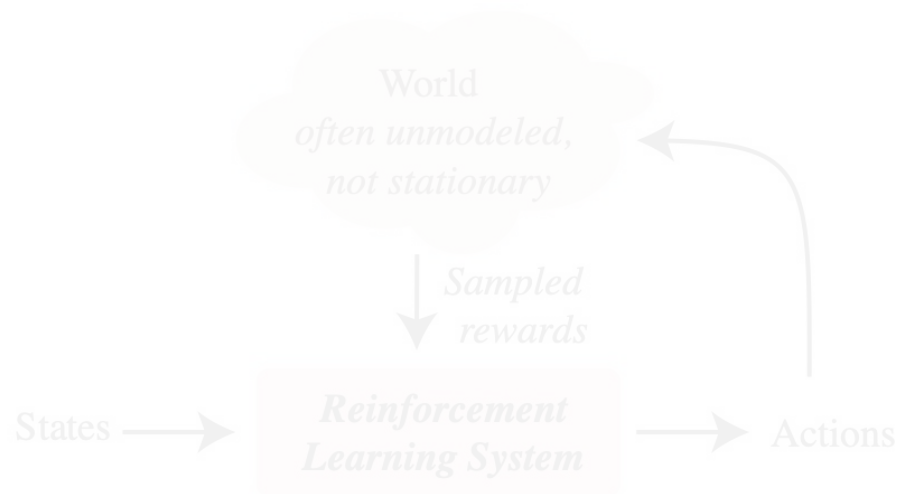 World
often unmodeled,
not stationary
Sampled
rewards
States
Reinforcement
Learning System
Actions